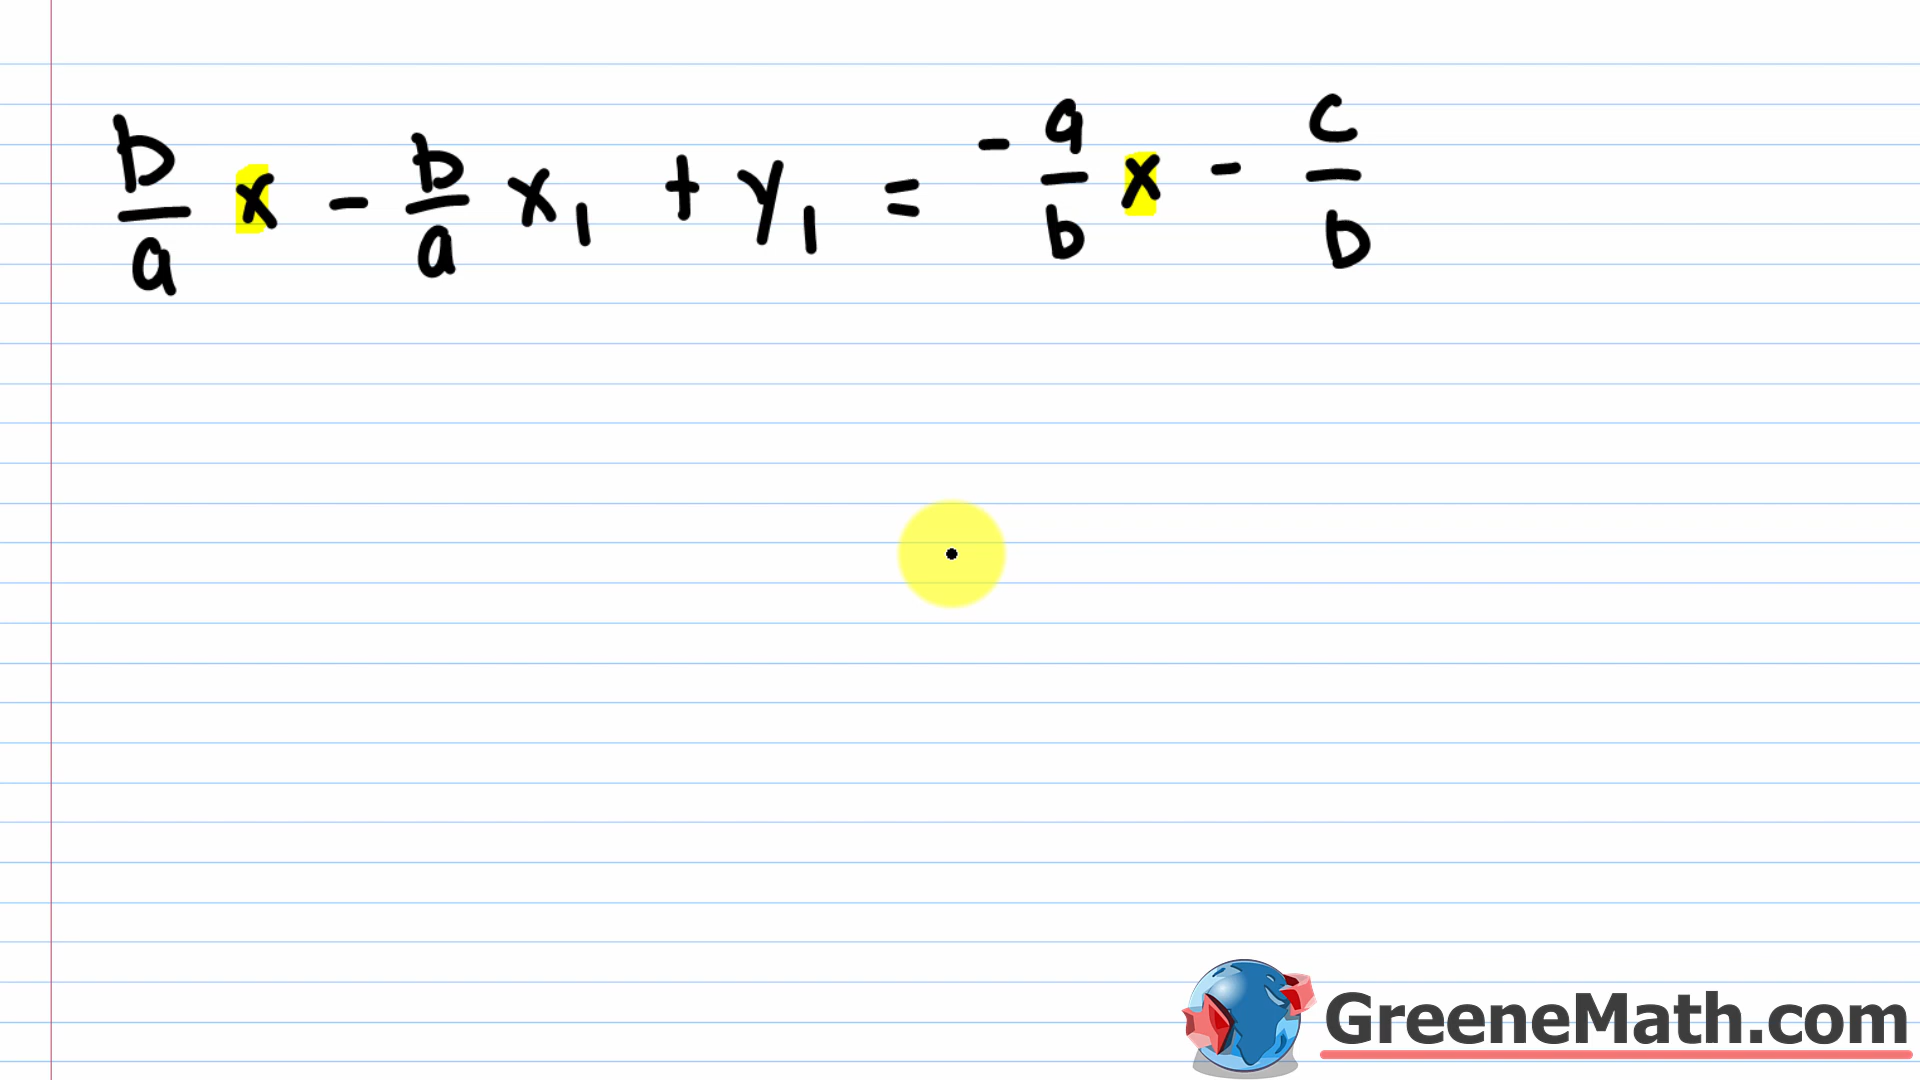 b/a x - b/a x₁ + y₁ = - a/b x - c/b
GreeneMath.com